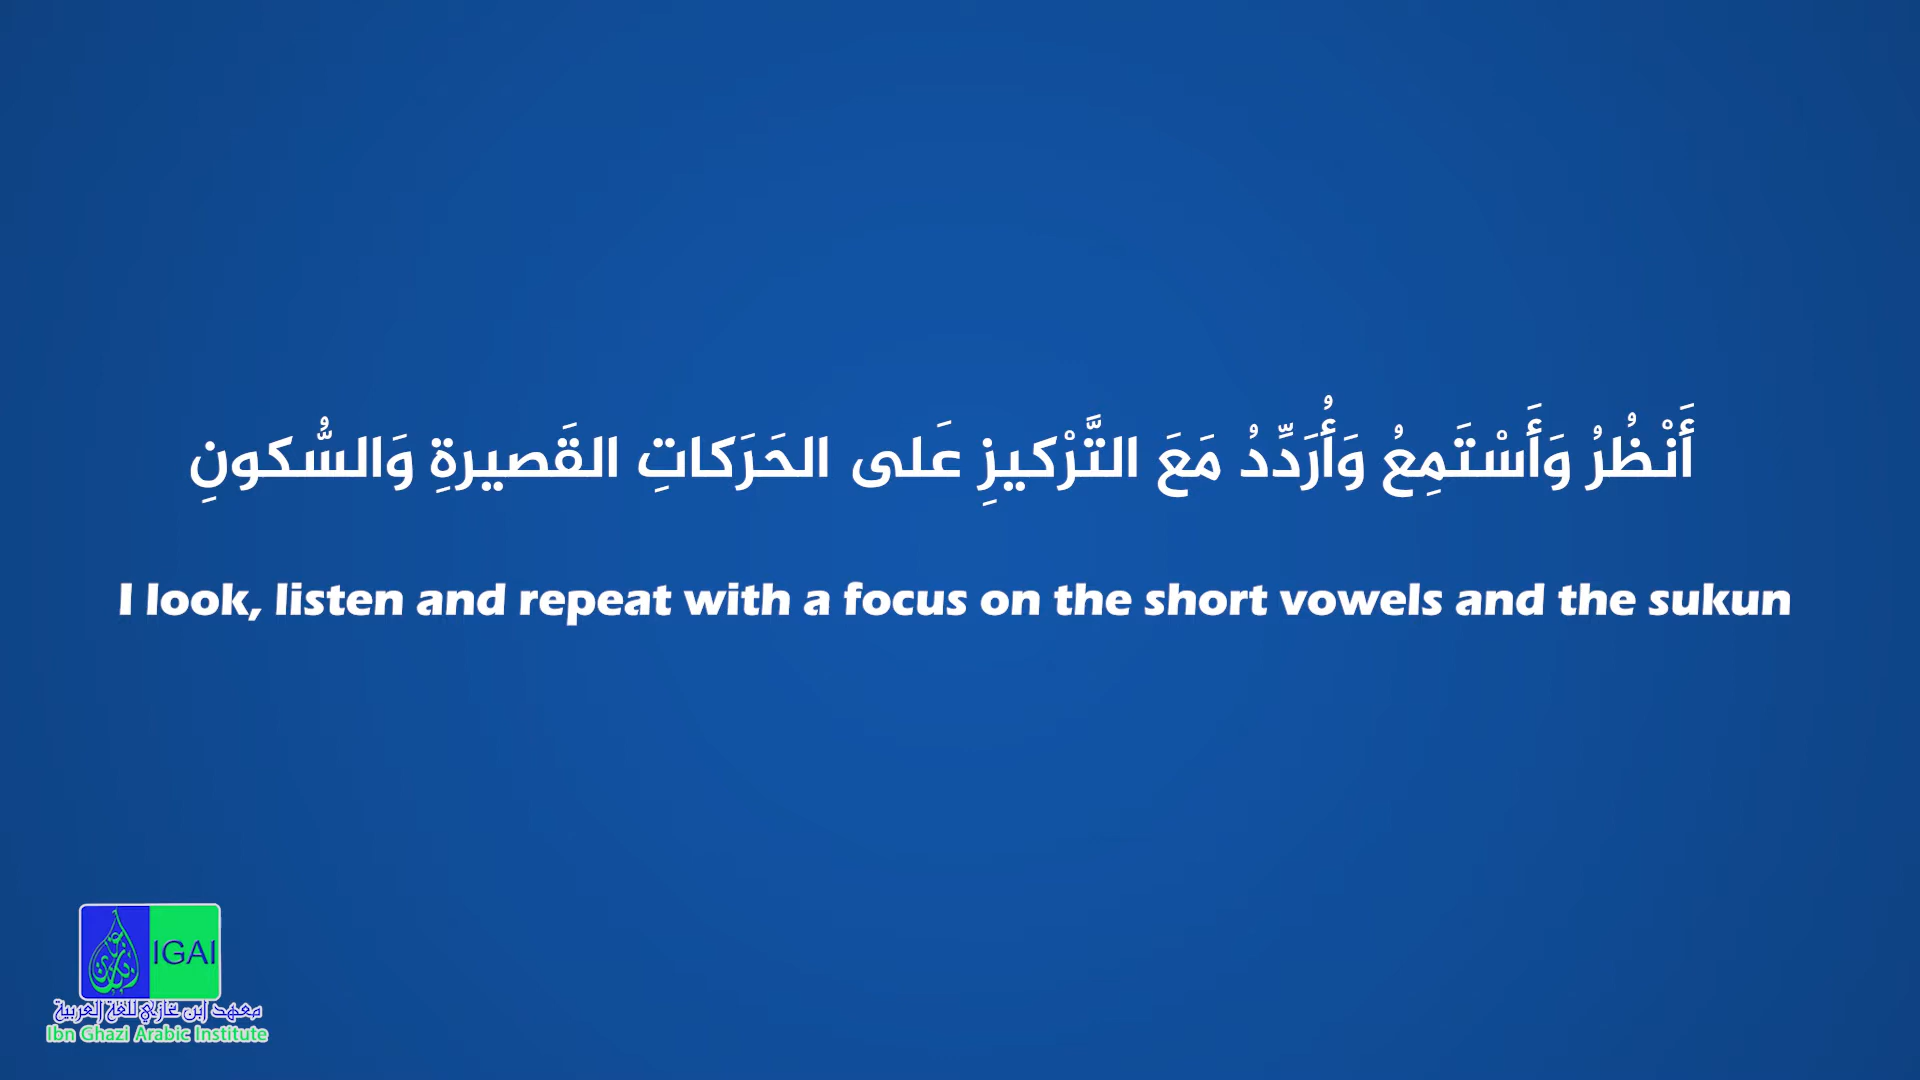 أَنْظُرُ وَأَسْتَمِعُ وَأُرَدِّدُ مَعَ التَّرْكيزِ عَلى الحَرَكاتِ القَصيرةِ وَالسُّكونِ
I look, listen and repeat with a focus on the short vowels and the sukun
IGAI
معهد ابن غازي للغة العربية
Ibn Ghazi Arabic Institute